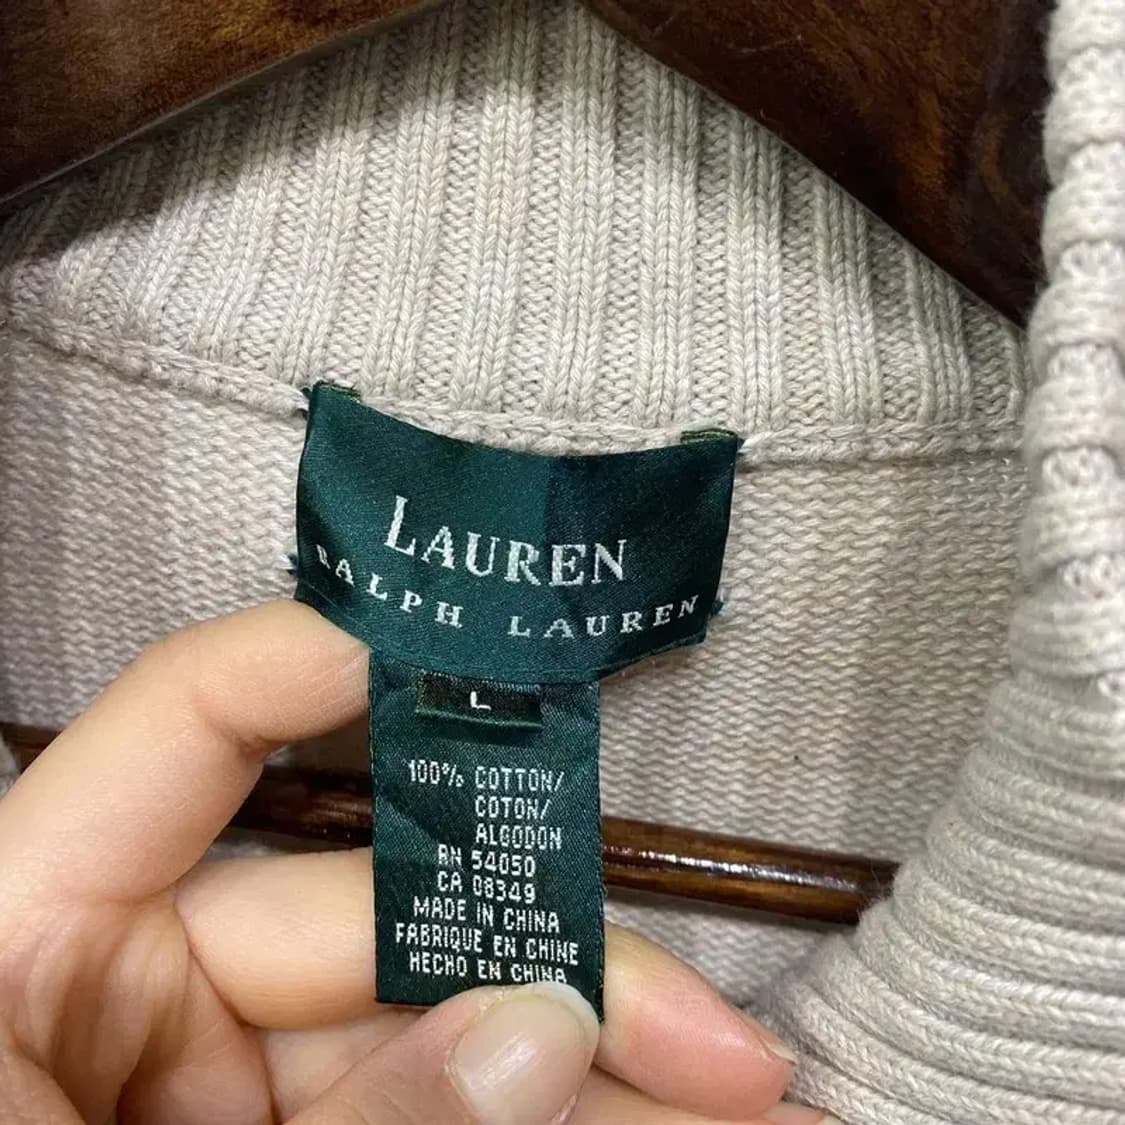 LAUREN
RALPH LAUREN
L
100% COTTON/
COTON/
ALGODON
RN 54050
CA 08349
MADE IN CHINA
FABRIQUE EN CHINE
HECHO EN CHINA